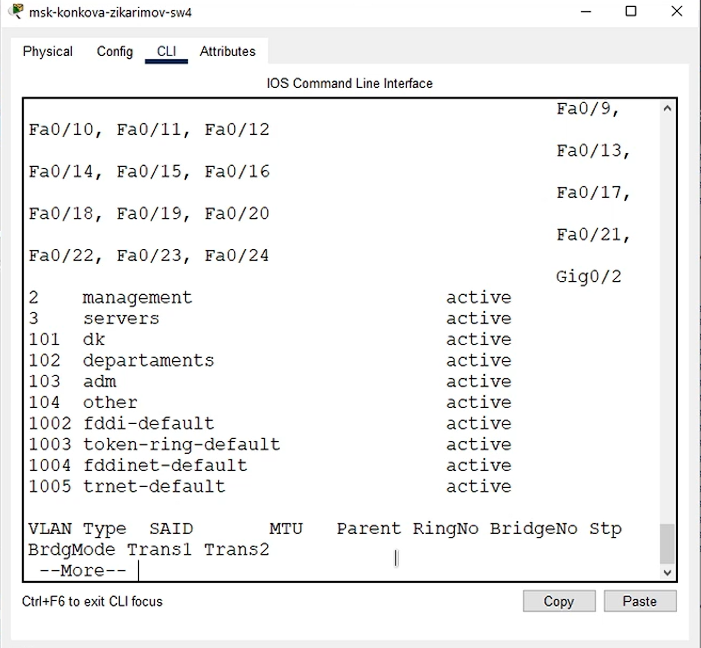 msk-konkova-zikarimov-sw4
Physical Config CLI Attributes
IOS Command Line Interface
Fa0/9,
Fa0/10, Fa0/11, Fa0/12
Fa0/13,
Fa0/14, Fa0/15, Fa0/16
Fa0/17,
Fa0/18, Fa0/19, Fa0/20
Fa0/21,
Fa0/22, Fa0/23, Fa0/24
Gig0/2
2 management active
3 servers active
101 dk active
102 departaments active
103 adm active
104 other active
1002 fddi-default active
1003 token-ring-default active
1004 fddinet-default active
1005 trnet-default active
VLAN Type SAID MTU Parent RingNo BridgeNo Stp
BrdgMode Trans1 Trans2
--More--
Ctrl+F6 to exit CLI focus Copy Paste